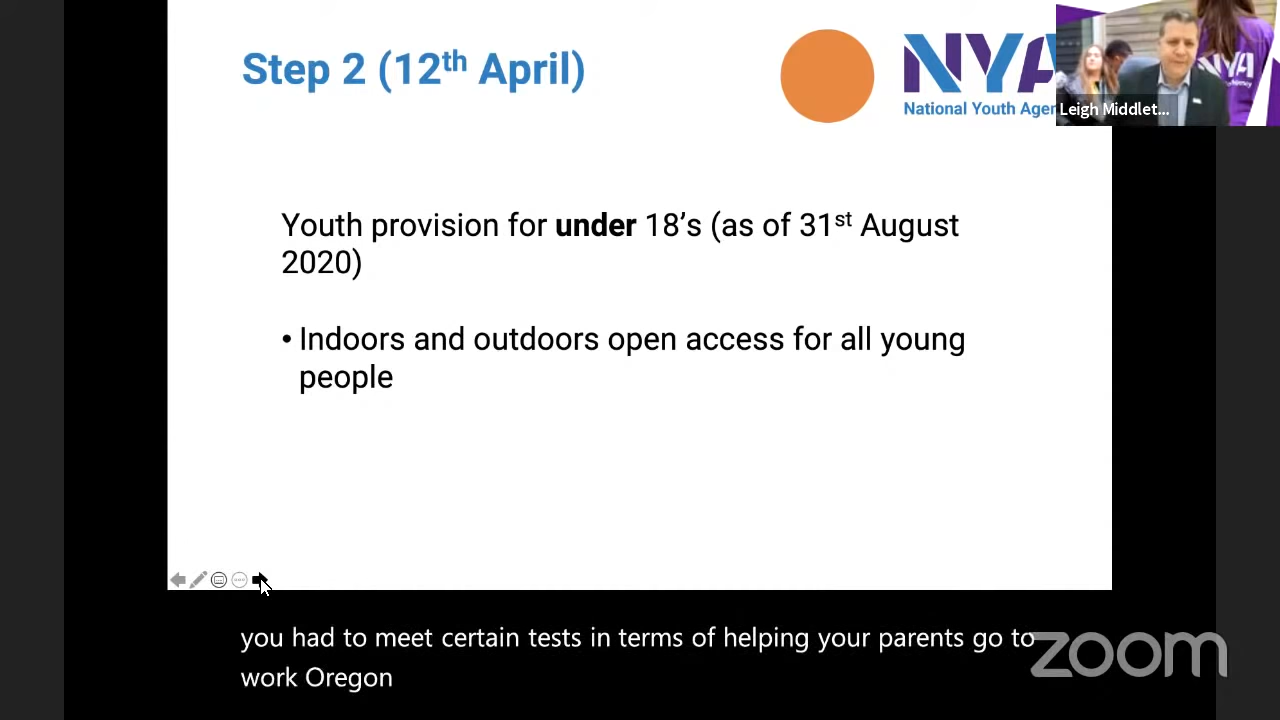 Step 2 (12th April)
NYA
National Youth Agen
NYA
Leigh Middlet...
Youth provision for under 18's (as of 31st August
2020)
• Indoors and outdoors open access for all young
people
you had to meet certain tests in terms of helping your parents go to
work Oregon
zoom